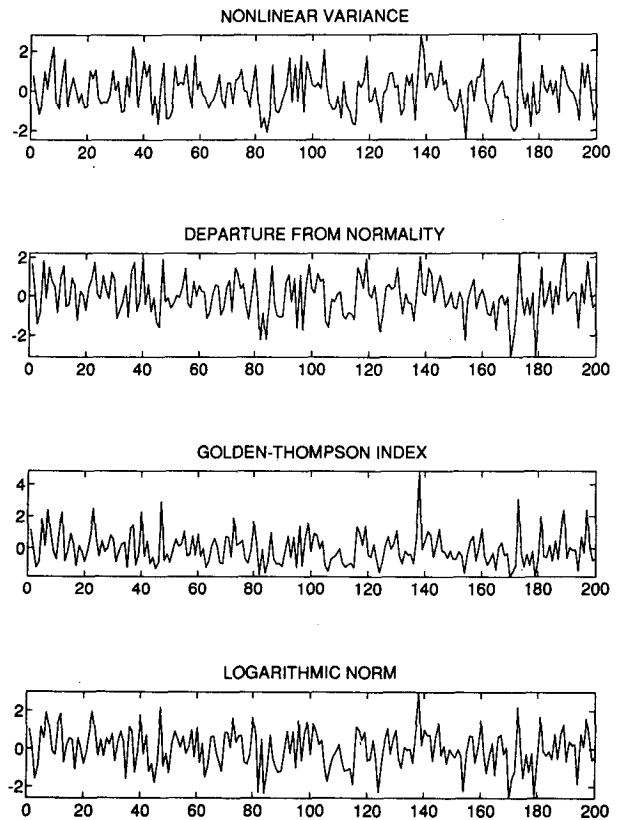 NONLINEAR VARIANCE
2
0
-2
0 20 40 60 80 100 120 140 160 180 200
DEPARTURE FROM NORMALITY
2
0
-2
0 20 40 60 80 100 120 140 160 180 200
GOLDEN-THOMPSON INDEX
4
2
0
0 20 40 60 80 100 120 140 160 180 200
LOGARITHMIC NORM
2
0
-2
0 20 40 60 80 100 120 140 160 180 200